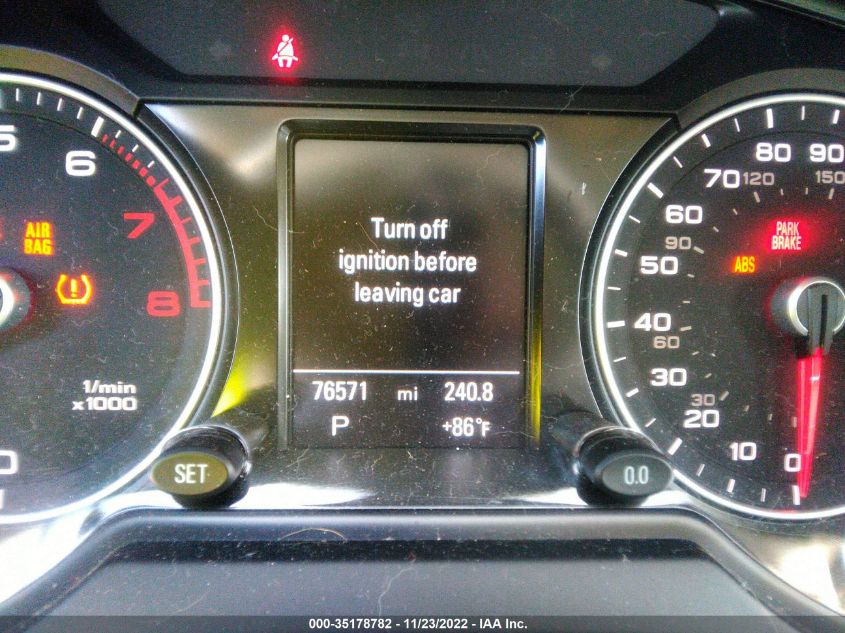 Turn off
ignition before
leaving car
76571 mi 240.8
P +86°F
AIR
BAG
5
6
7
8
1/min
x1000
0
SET
PARK
BRAKE
ABS
90
80
70
60
50
40
30
20
10
0
150
120
90
60
30
0.0
000-35178782 - 11/23/2022 - IAA Inc.